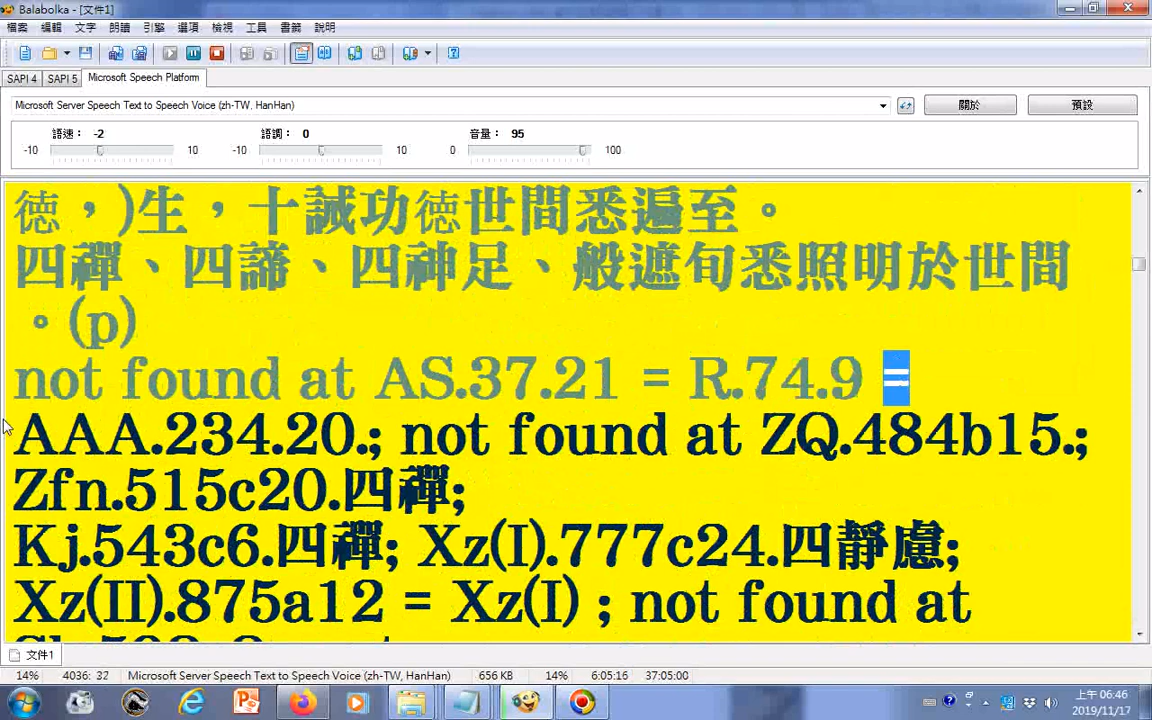 Balabolka - [文件1]
檔案 編輯 文字 朗讀 引擎 選項 檢視 工具 書籤 說明
SAPI 4 SAPI 5 Microsoft Speech Platform
Microsoft Server Speech Text to Speech Voice (zh-TW, HanHan) 關於 預設
語速： -2 語調： 0 音量： 95
-10 10 -10 10 0 100
德，)生，十誡功德世間悉遍至。
四禪、四諦、四神足、般遮旬悉照明於世間
。(p)
not found at AS.37.21 = R.74.9 =
AAA.234.20.; not found at ZQ.484b15.;
Zfn.515c20.四禪;
Kj.543c6.四禪; Xz(I).777c24.四靜慮;
Xz(II).875a12 = Xz(I) ; not found at
文件1
14% 4036: 32 Microsoft Server Speech Text to Speech Voice (zh-TW, HanHan) 656 KB 14% 6:05:16 37:05:00
上午 06:46
2019/11/17